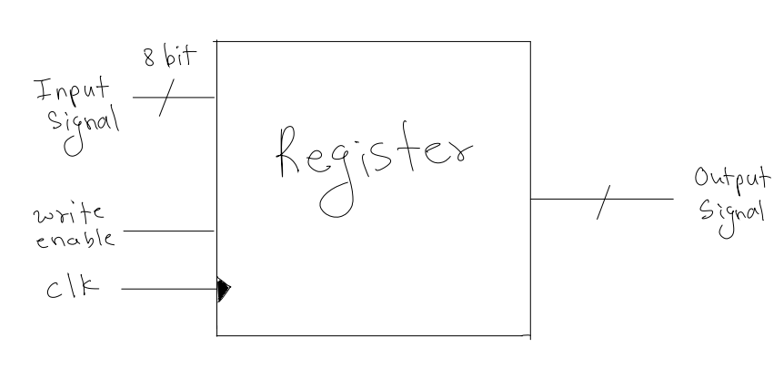 8 bit
Input
Signal
Register
write
enable
clk
Output
Signal